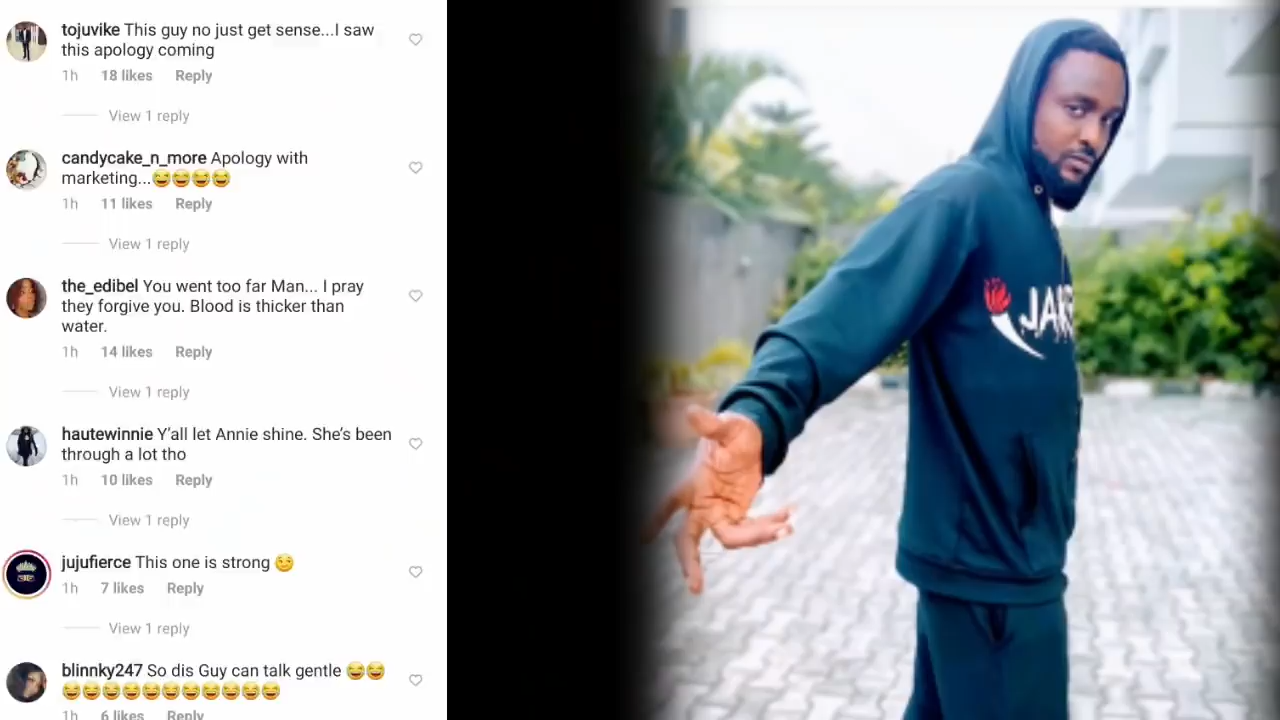 tojuvike This guy no just get sense...I saw
this apology coming
1h 18 likes Reply
View 1 reply
candycake_n_more Apology with
marketing...😂😂😂😂
1h 11 likes Reply
View 1 reply
the_edibel You went too far Man... I pray
they forgive you. Blood is thicker than
water.
1h 14 likes Reply
View 1 reply
hautewinnie Y'all let Annie shine. She's been
through a lot tho
1h 10 likes Reply
View 1 reply
jujufierce This one is strong 😏
1h 7 likes Reply
View 1 reply
blinnky247 So dis Guy can talk gentle 😂😂
😂😂😂😂😂😂😂😂😂😂😂
1h 6 likes Reply